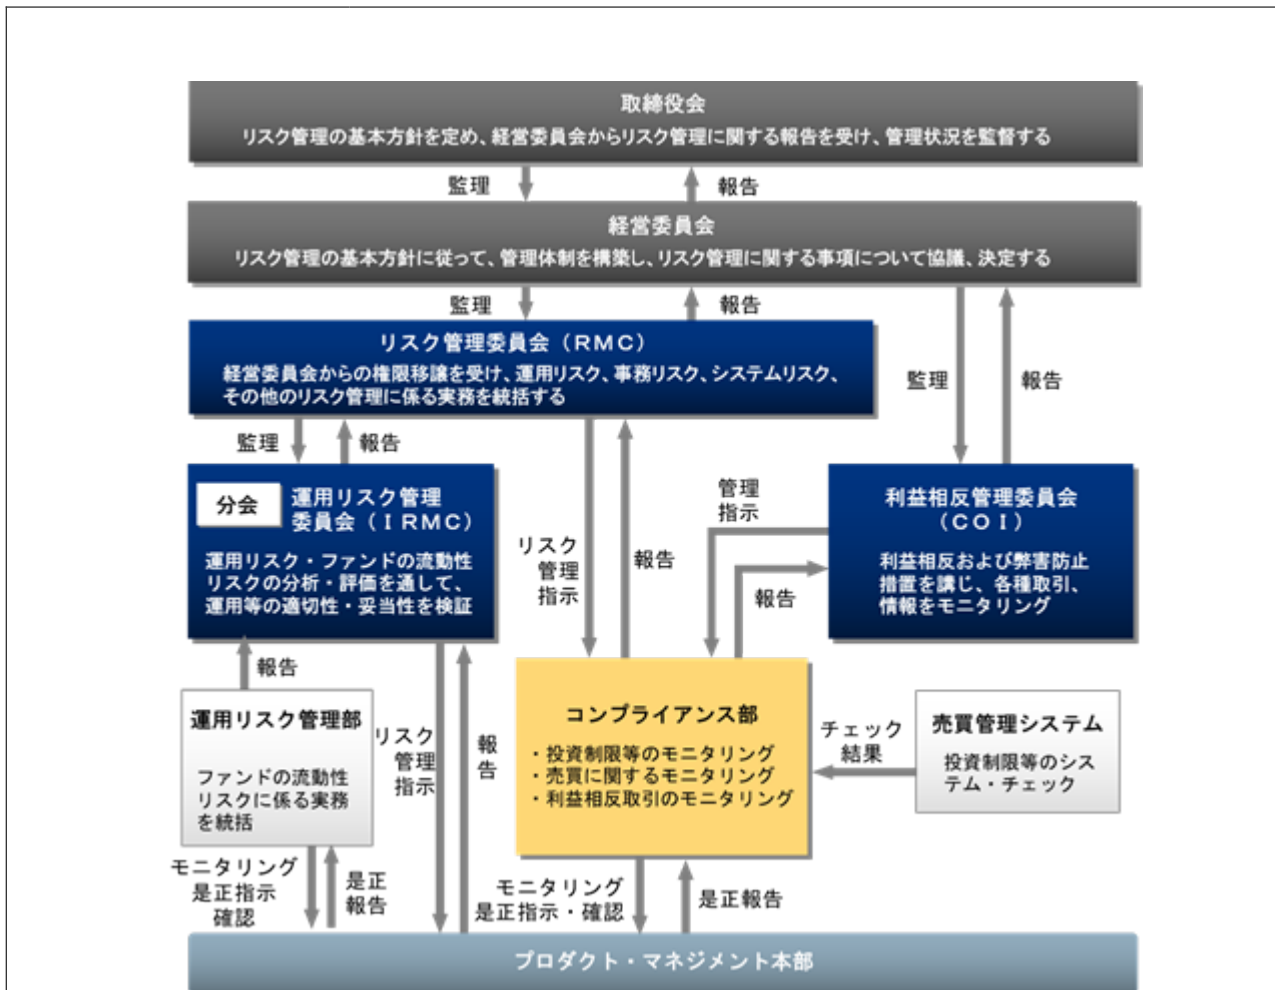 取締役会
リスク管理の基本方針を定め、経営委員会からリスク管理に関する報告を受け、管理状況を監督する
監理
報告
経営委員会
リスク管理の基本方針に従って、管理体制を構築し、リスク管理に関する事項について協議、決定する
監理
報告
リスク管理委員会（ＲＭＣ）
経営委員会からの権限移譲を受け、運用リスク、事務リスク、システムリスク、
その他のリスク管理に係る実務を統括する
監理
報告
監理
報告
分会
運用リスク管理
委員会（ＩＲＭＣ）
運用リスク・ファンドの流動性
リスクの分析・評価を通して、
運用等の適切性・妥当性を検証
リスク
管理
指示
報告
管理
指示
報告
利益相反管理委員会
（ＣＯＩ）
利益相反および弊害防止
措置を講じ、各種取引、
情報をモニタリング
報告
運用リスク管理部
ファンドの流動性
リスクに係る実務
を統括
リスク
管理
指示
報
告
コンプライアンス部
・投資制限等のモニタリング
・売買に関するモニタリング
・利益相反取引のモニタリング
チェック
結果
売買管理システム
投資制限等のシス
テム・チェック
モニタリング
是正指示
確認
是正
報告
モニタリング
是正指示・確認
是正報告
プロダクト・マネジメント本部